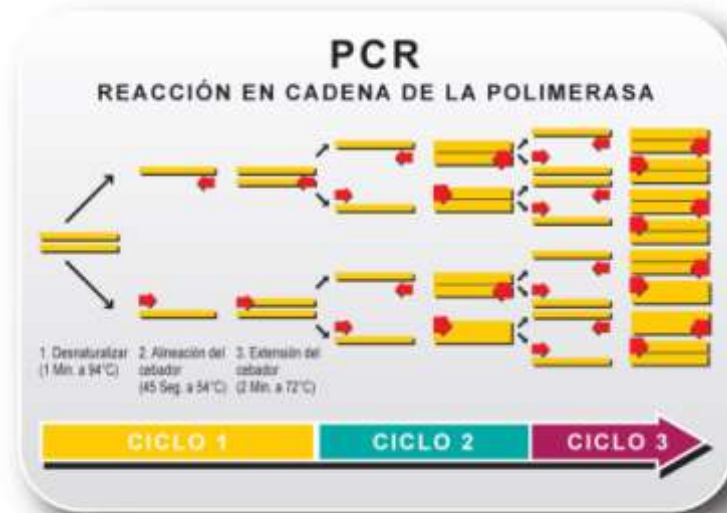 PCR
REACCIÓN EN CADENA DE LA POLIMERASA
1. Desnaturalizar
(1 Min. a 94°C)
2. Alineación del
cebador
(45 Seg. a 54°C)
3. Extensión del
cebador
(2 Min. a 72°C)
CICLO 1
CICLO 2
CICLO 3